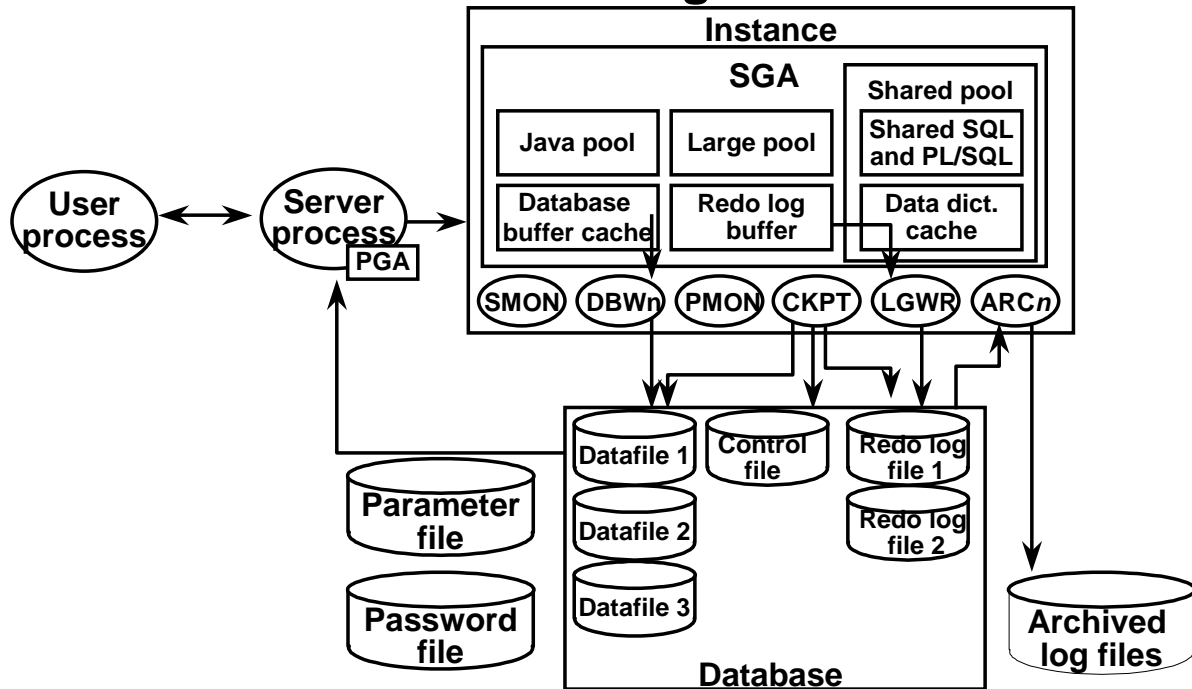 Instance
SGA
Shared pool
Java pool
Large pool
Shared SQL
and PL/SQL
User
process
Server
process
PGA
Database
buffer cache
Redo log
buffer
Data dict.
cache
SMON
DBWn
PMON
CKPT
LGWR
ARCn
Datafile 1
Control
file
Redo log
file 1
Parameter
file
Datafile 2
Redo log
file 2
Password
file
Datafile 3
Archived
log files
Database